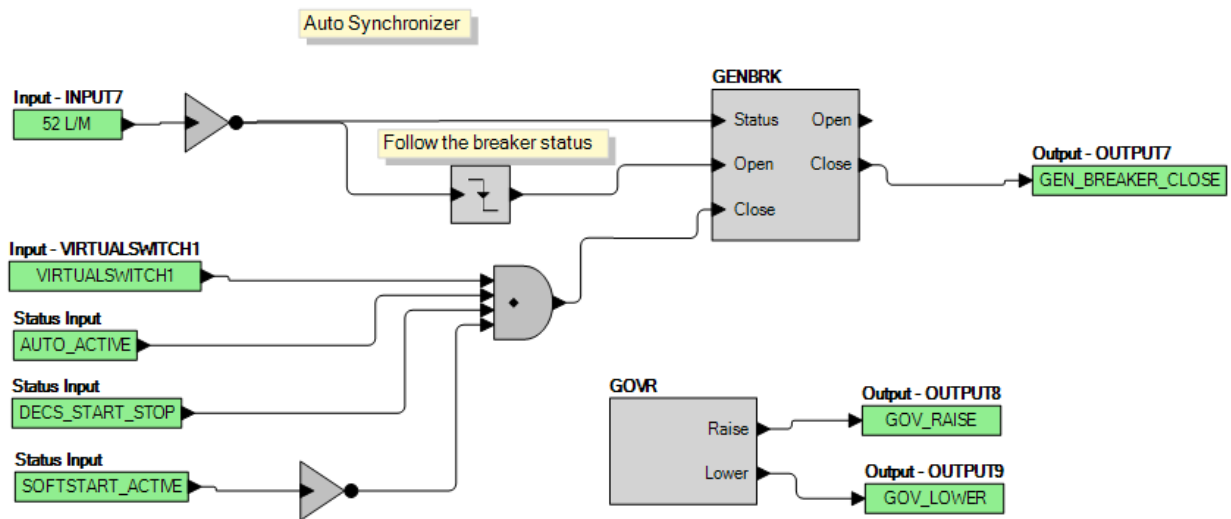 Auto Synchronizer
GENBRK
Input - INPUT7
52 L/M
Status
Open
Follow the breaker status
Open
Close
Output - OUTPUT7
GEN_BREAKER_CLOSE
Close
Input - VIRTUALSWITCH1
VIRTUALSWITCH1
Status Input
AUTO_ACTIVE
Status Input
DECS_START_STOP
Status Input
SOFTSTART_ACTIVE
GOVR
Raise
Lower
Output - OUTPUT8
GOV_RAISE
Output - OUTPUT9
GOV_LOWER